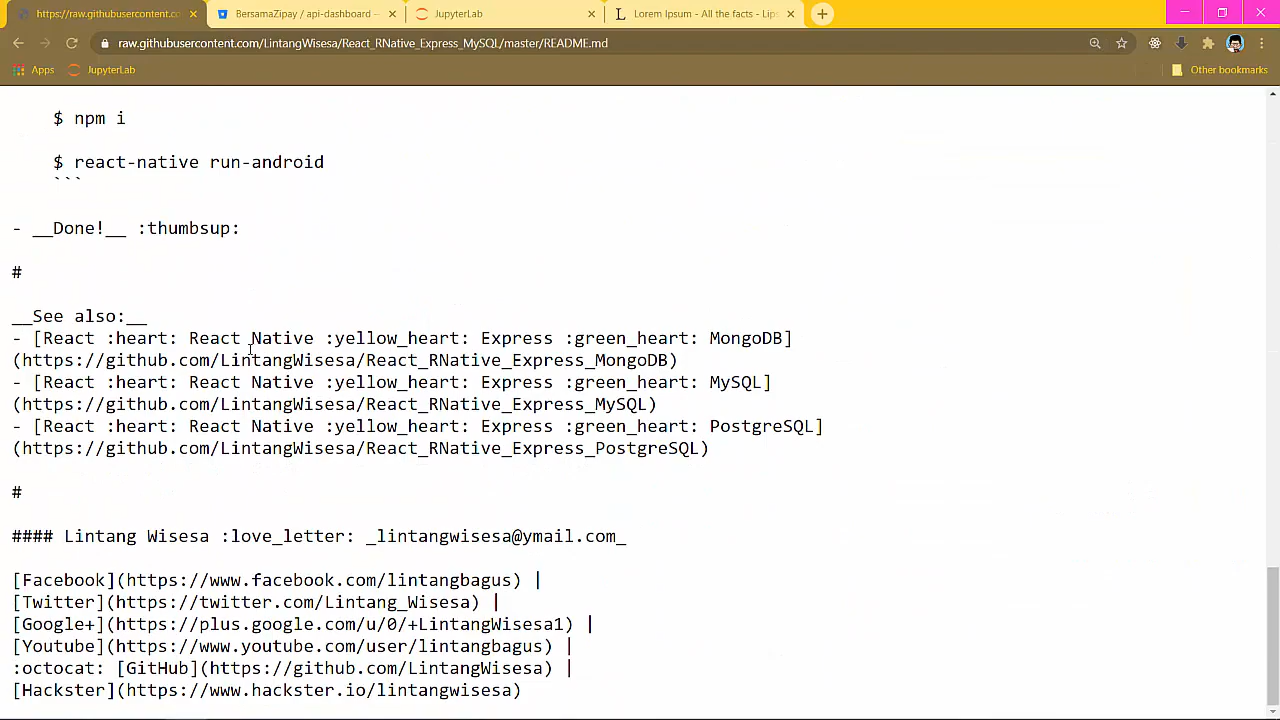 https://raw.githubusercontent.co
BersamaZipay / api-dashboard —
JupyterLab
Lorem Ipsum - All the facts - Lips
raw.githubusercontent.com/LintangWisesa/React_RNative_Express_MySQL/master/README.md
Apps
JupyterLab
Other bookmarks
$ npm i
$ react-native run-android
```
- __Done!__ :thumbsup:
#
__See also:__
- [React :heart: React Native :yellow_heart: Express :green_heart: MongoDB]
(https://github.com/LintangWisesa/React_RNative_Express_MongoDB)
- [React :heart: React Native :yellow_heart: Express :green_heart: MySQL]
(https://github.com/LintangWisesa/React_RNative_Express_MySQL)
- [React :heart: React Native :yellow_heart: Express :green_heart: PostgreSQL]
(https://github.com/LintangWisesa/React_RNative_Express_PostgreSQL)
#
#### Lintang Wisesa :love_letter: _lintangwisesa@ymail.com_
[Facebook](https://www.facebook.com/lintangbagus) |
[Twitter](https://twitter.com/Lintang_Wisesa) |
[Google+](https://plus.google.com/u/0/+LintangWisesa1) |
[Youtube](https://www.youtube.com/user/lintangbagus) |
:octocat: [GitHub](https://github.com/LintangWisesa) |
[Hackster](https://www.hackster.io/lintangwisesa)